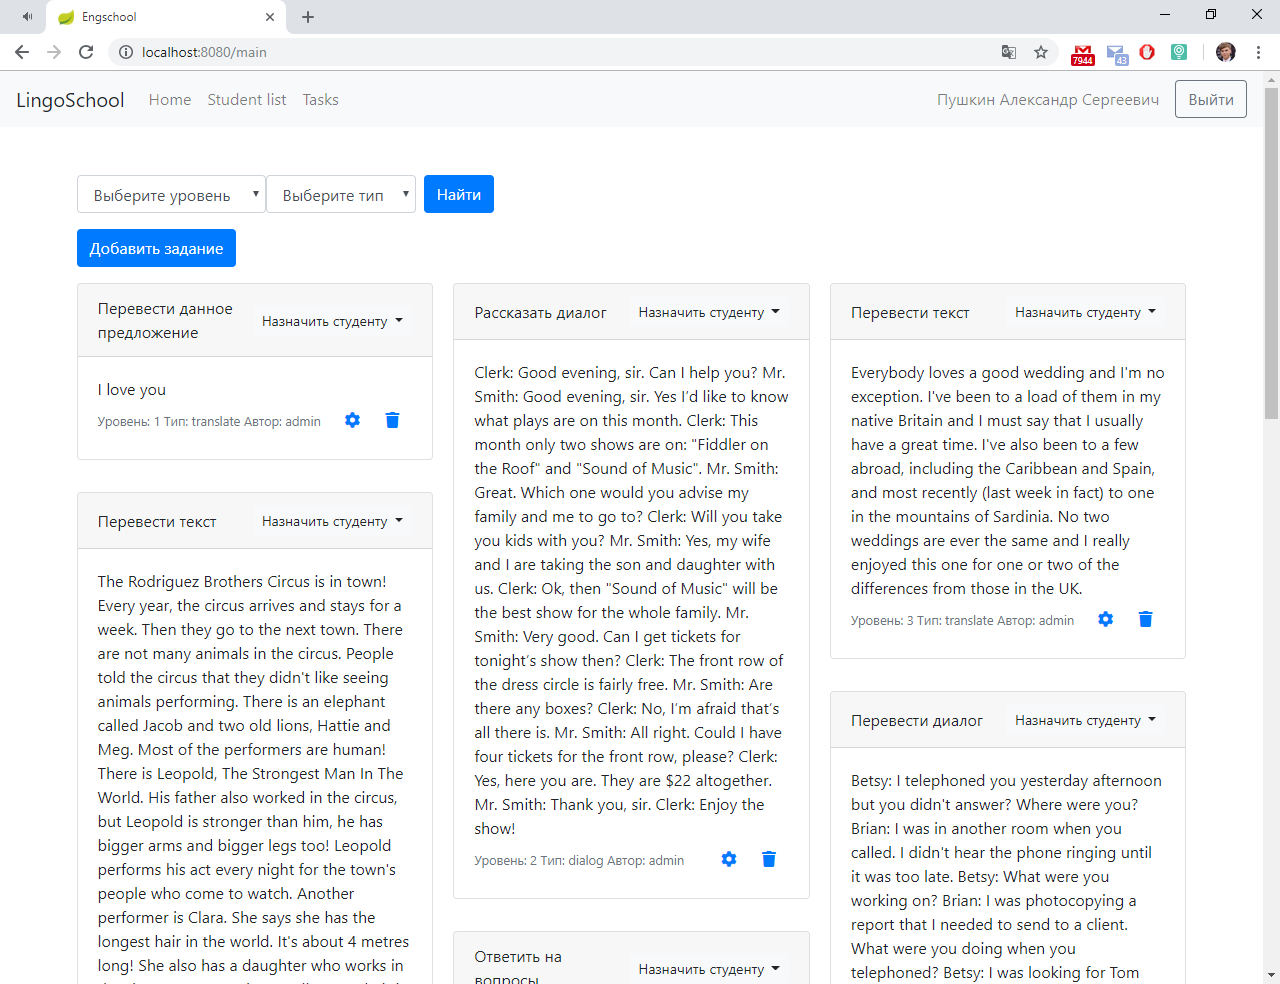 Engschool
localhost:8080/main
7944
43
LingoSchool
Home
Student list
Tasks
Пушкин Александр Сергеевич
Выйти
Выберите уровень
Выберите тип
Найти
Добавить задание
Перевести данное
предложение
Назначить студенту
I love you
Уровень: 1 Тип: translate Автор: admin
Перевести текст
Назначить студенту
The Rodriguez Brothers Circus is in town!
Every year, the circus arrives and stays for a
week. Then they go to the next town. There
are not many animals in the circus. People
told the circus that they didn't like seeing
animals performing. There is an elephant
called Jacob and two old lions, Hattie and
Meg. Most of the performers are human!
There is Leopold, The Strongest Man In The
World. His father also worked in the circus,
but Leopold is stronger than him, he has
bigger arms and bigger legs too! Leopold
performs his act every night for the town's
people who come to watch. Another
performer is Clara. She says she has the
longest hair in the world. It's about 4 metres
long! She also has a daughter who works in
Рассказать диалог
Назначить студенту
Clerk: Good evening, sir. Can I help you? Mr.
Smith: Good evening, sir. Yes I’d like to know
what plays are on this month. Clerk: This
month only two shows are on: "Fiddler on
the Roof" and "Sound of Music". Mr. Smith:
Great. Which one would you advise my
family and me to go to? Clerk: Will you take
you kids with you? Mr. Smith: Yes, my wife
and I are taking the son and daughter with
us. Clerk: Ok, then "Sound of Music" will be
the best show for the whole family. Mr.
Smith: Very good. Can I get tickets for
tonight’s show then? Clerk: The front row of
the dress circle is fairly free. Mr. Smith: Are
there any boxes? Clerk: No, I’m afraid that’s
all there is. Mr. Smith: All right. Could I have
four tickets for the front row, please? Clerk:
Yes, here you are. They are $22 altogether.
Mr. Smith: Thank you, sir. Clerk: Enjoy the
show!
Уровень: 2 Тип: dialog Автор: admin
Ответить на
вопросы
Назначить студенту
Перевести текст
Назначить студенту
Everybody loves a good wedding and I'm no
exception. I've been to a load of them in my
native Britain and I must say that I usually
have a great time. I've also been to a few
abroad, including the Caribbean and Spain,
and most recently (last week in fact) to one
in the mountains of Sardinia. No two
weddings are ever the same and I really
enjoyed this one for one or two of the
differences from those in the UK.
Уровень: 3 Тип: translate Автор: admin
Перевести диалог
Назначить студенту
Betsy: I telephoned you yesterday afternoon
but you didn't answer? Where were you?
Brian: I was in another room when you
called. I didn't hear the phone ringing until
it was too late. Betsy: What were you
working on? Brian: I was photocopying a
report that I needed to send to a client.
What were you doing when you
telephoned? Betsy: I was looking for Tom